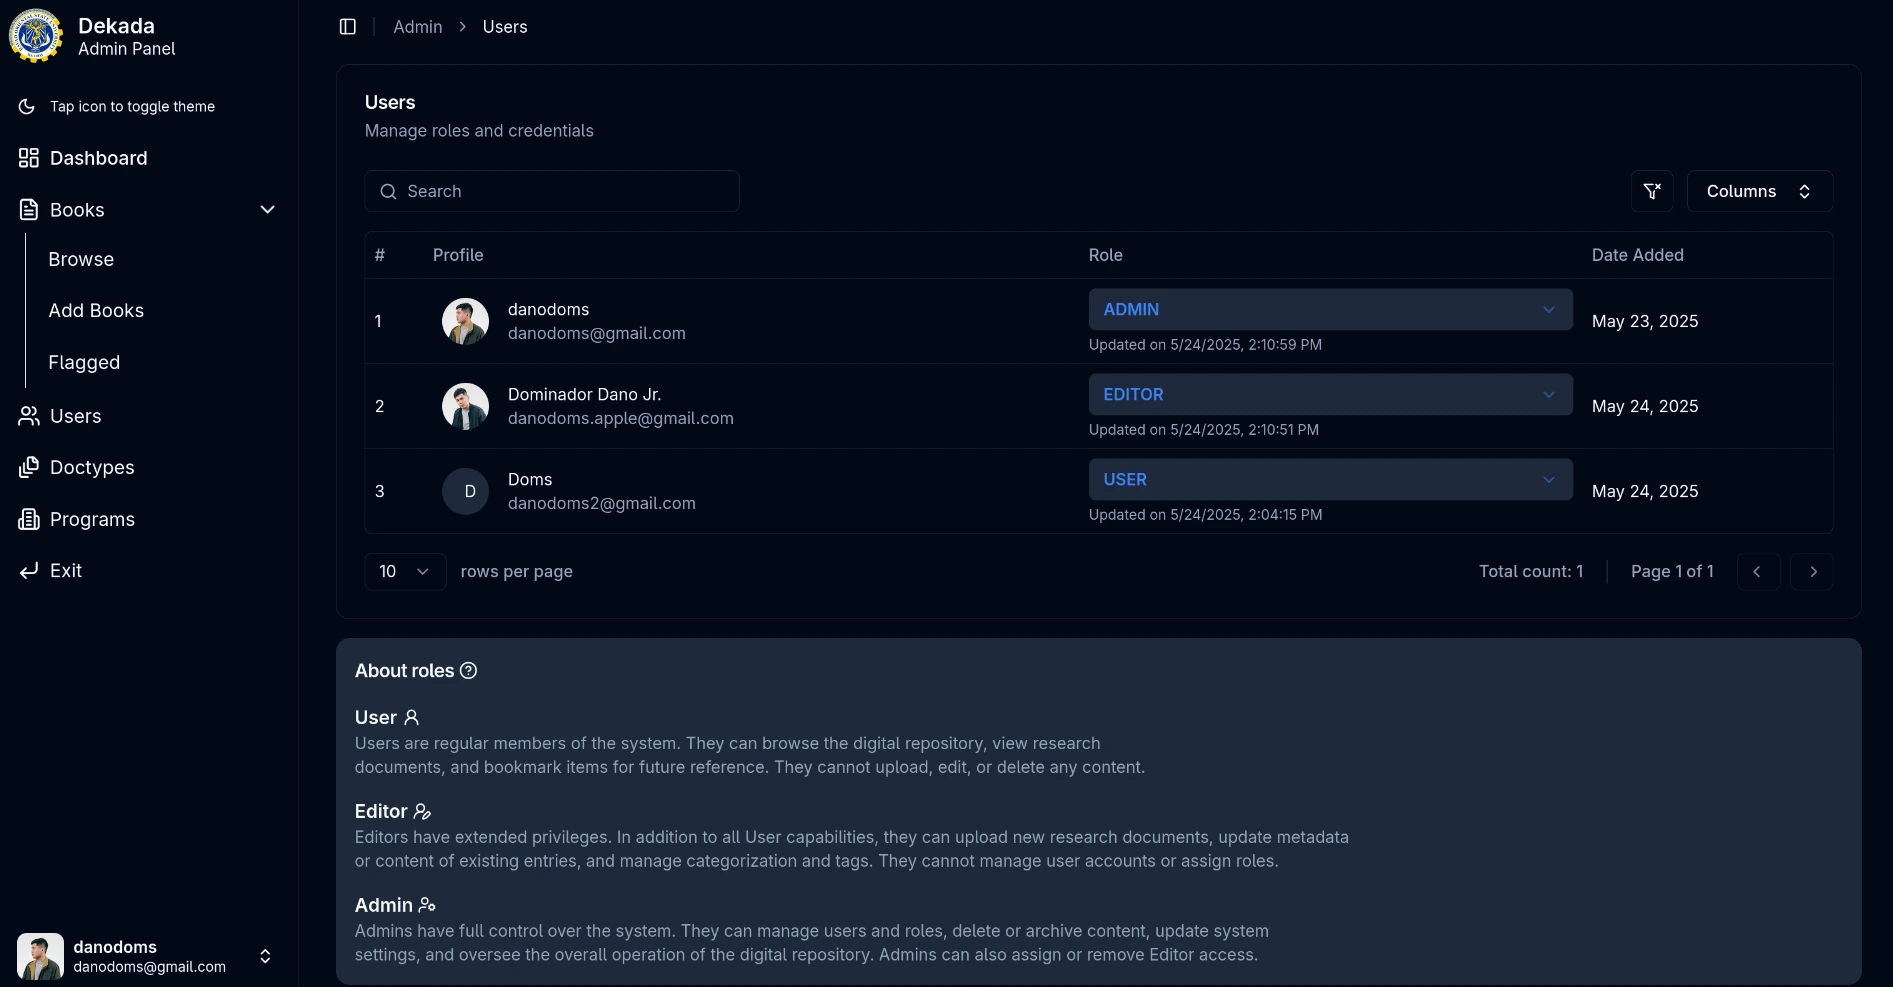 Dekada
Admin Panel
Tap icon to toggle theme
Dashboard
Books
Browse
Add Books
Flagged
Users
Doctypes
Programs
Exit
danodoms
danodoms@gmail.com
Admin > Users
Users
Manage roles and credentials
Search
Columns
# Profile Role Date Added
1 danodoms danodoms@gmail.com ADMIN Updated on 5/24/2025, 2:10:59 PM May 23, 2025
2 Dominador Dano Jr. danodoms.apple@gmail.com EDITOR Updated on 5/24/2025, 2:10:51 PM May 24, 2025
3 D Doms danodoms2@gmail.com USER Updated on 5/24/2025, 2:04:15 PM May 24, 2025
10 rows per page Total count: 1 Page 1 of 1
About roles
User
Users are regular members of the system. They can browse the digital repository, view research
documents, and bookmark items for future reference. They cannot upload, edit, or delete any content.
Editor
Editors have extended privileges. In addition to all User capabilities, they can upload new research documents, update metadata
or content of existing entries, and manage categorization and tags. They cannot manage user accounts or assign roles.
Admin
Admins have full control over the system. They can manage users and roles, delete or archive content, update system
settings, and oversee the overall operation of the digital repository. Admins can also assign or remove Editor access.